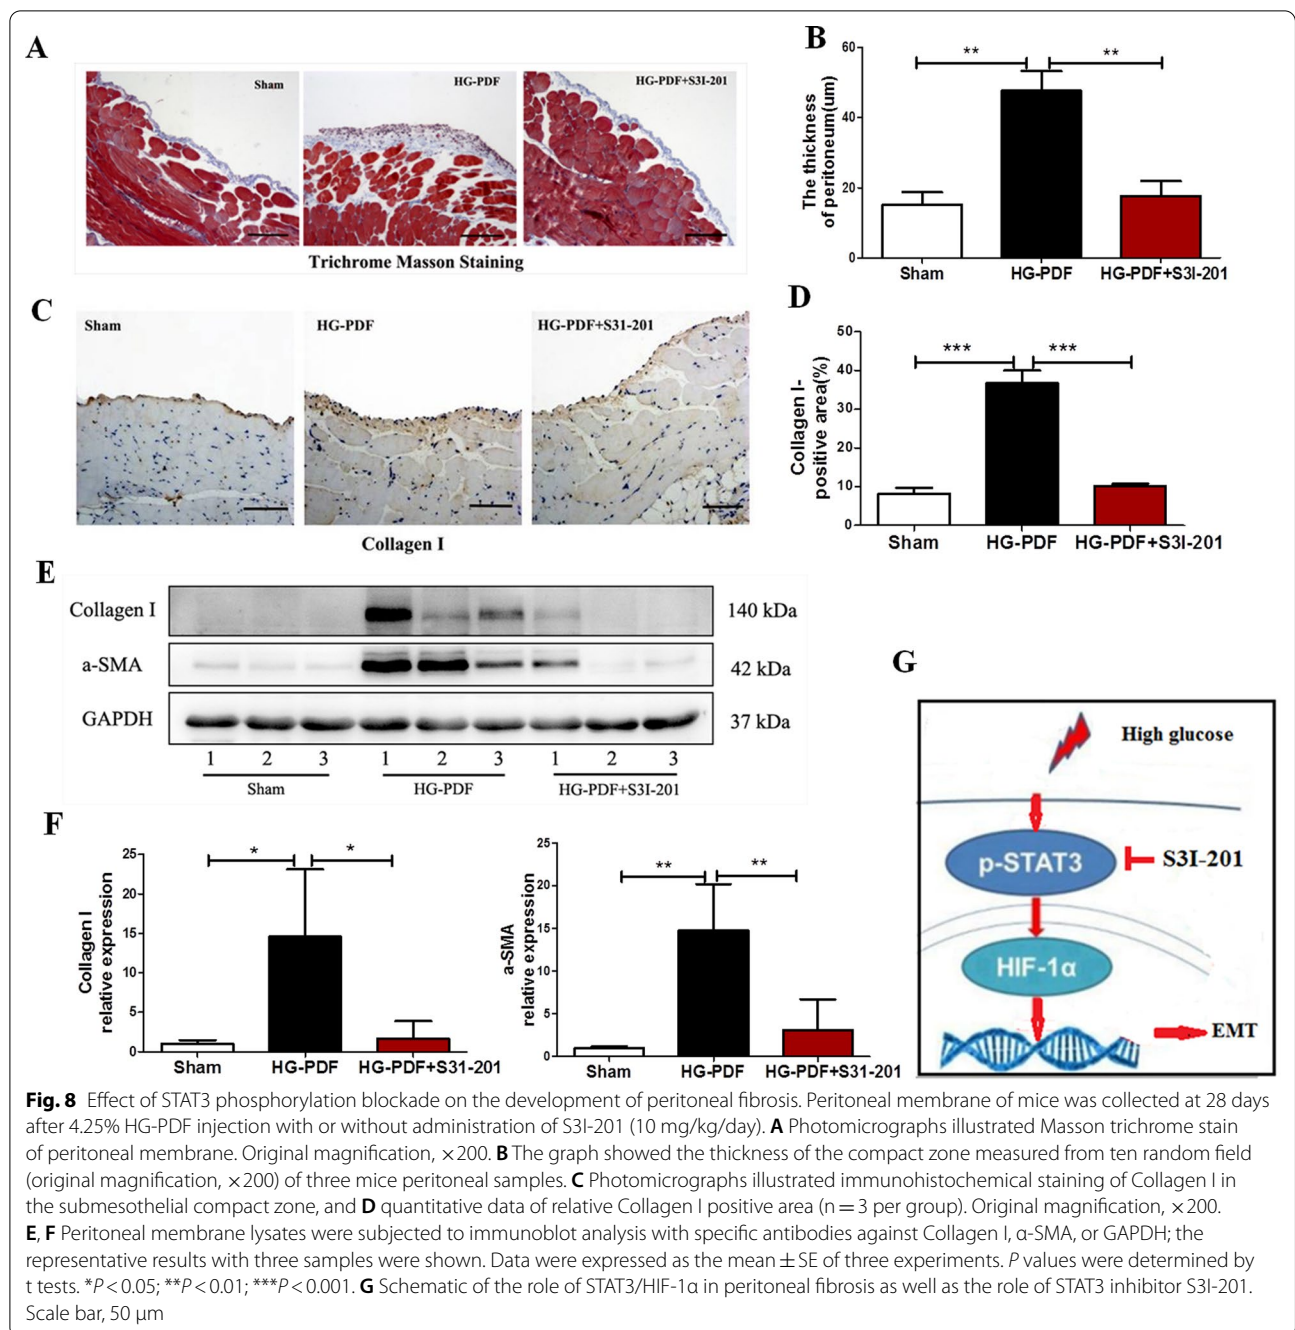 A
Sham
HG-PDF
HG-PDF+S3I-201
Trichrome Masson Staining
B
The thickness
of peritoneum(um)
60
40
20
0
**
**
Sham
HG-PDF
HG-PDF+S3I-201
C
Sham
HG-PDF
HG-PDF+S31-201
Collagen I
D
Collagen I-
positive area(%)
50
40
30
20
10
0
***
***
Sham
HG-PDF
HG-PDF+S3I-201
E
Collagen I
140 kDa
a-SMA
42 kDa
GAPDH
37 kDa
1 2 3 1 2 3 1 2 3
Sham
HG-PDF
HG-PDF+S3I-201
F
Collagen I
relative expression
25
20
15
10
5
0
*
*
Sham
HG-PDF
HG-PDF+S31-201
a-SMA
relative expression
25
20
15
10
5
0
**
**
Sham
HG-PDF
HG-PDF+S31-201
G
High glucose
p-STAT3
S3I-201
HIF-1α
EMT
Fig. 8 Effect of STAT3 phosphorylation blockade on the development of peritoneal fibrosis. Peritoneal membrane of mice was collected at 28 days
after 4.25% HG-PDF injection with or without administration of S3I-201 (10 mg/kg/day). A Photomicrographs illustrated Masson trichrome stain
of peritoneal membrane. Original magnification, ×200. B The graph showed the thickness of the compact zone measured from ten random field
(original magnification, ×200) of three mice peritoneal samples. C Photomicrographs illustrated immunohistochemical staining of Collagen I in
the submesothelial compact zone, and D quantitative data of relative Collagen I positive area (n = 3 per group). Original magnification, ×200.
E, F Peritoneal membrane lysates were subjected to immunoblot analysis with specific antibodies against Collagen I, α-SMA, or GAPDH; the
representative results with three samples were shown. Data were expressed as the mean ± SE of three experiments. P values were determined by
t tests. *P < 0.05; **P < 0.01; ***P < 0.001. G Schematic of the role of STAT3/HIF-1α in peritoneal fibrosis as well as the role of STAT3 inhibitor S3I-201.
Scale bar, 50 µm